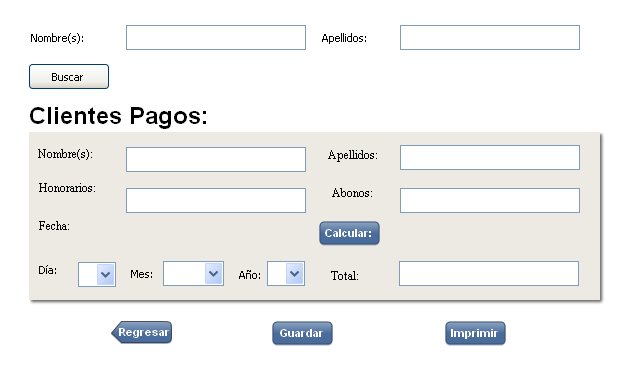 Nombre(s): Apellidos:
Buscar
Clientes Pagos:
Nombre(s): Apellidos:
Honorarios: Abonos:
Fecha: Calcular:
Día: Mes: Año: Total:
Regresar Guardar Imprimir